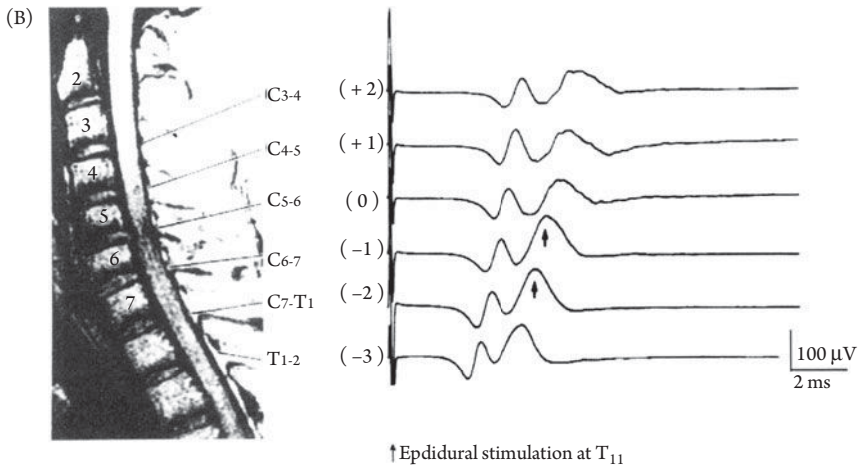 (B)
2
3
4
5
6
7
C3-4
C4-5
C5-6
C6-7
C7-T1
T1-2
(+2)
(+1)
(0)
(−1)
(−2)
(−3)
100 μV
2 ms
Epdidural stimulation at T11